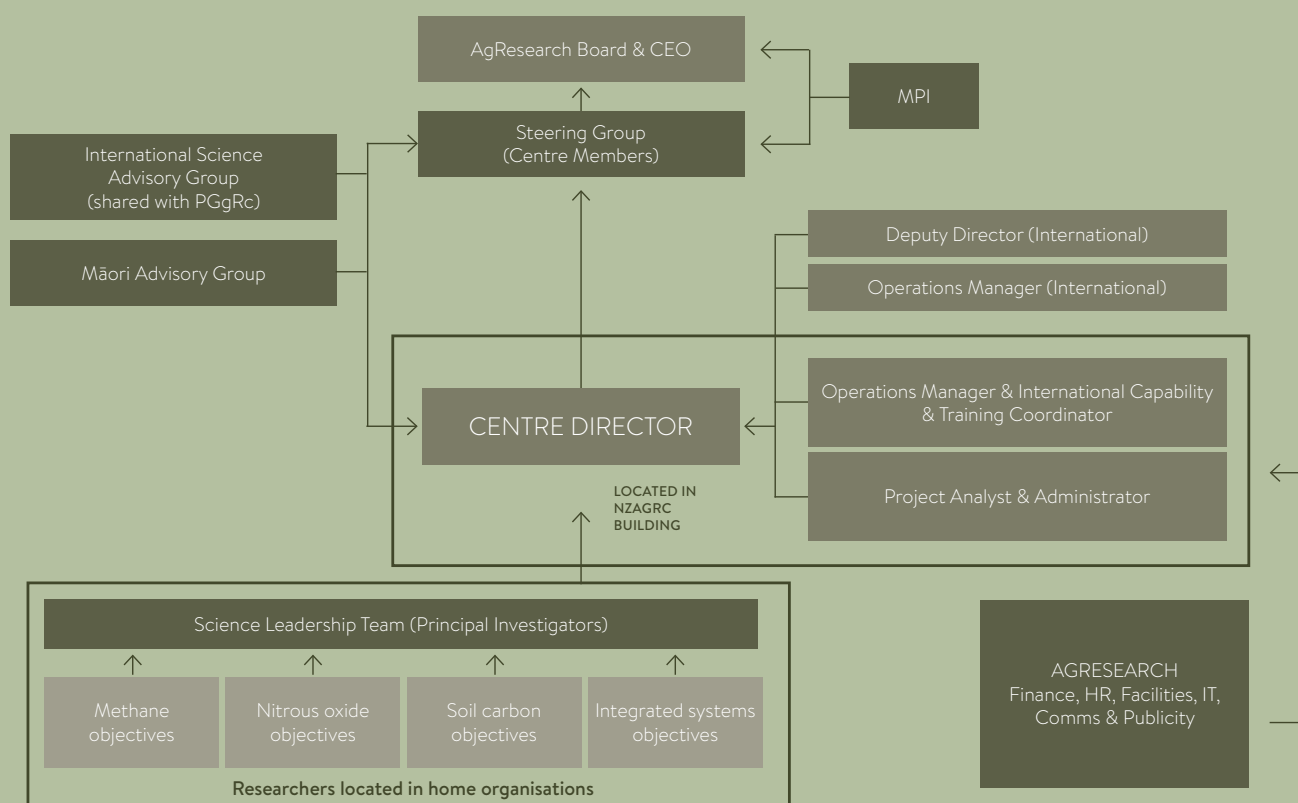 AgResearch Board & CEO
MPI
Steering Group
(Centre Members)
International Science
Advisory Group
(shared with PGgRc)
Māori Advisory Group
Deputy Director (International)
Operations Manager (International)
Operations Manager & International Capability
& Training Coordinator
CENTRE DIRECTOR
Project Analyst & Administrator
LOCATED IN
NZAGRC
BUILDING
Science Leadership Team (Principal Investigators)
Methane
objectives
Nitrous oxide
objectives
Soil carbon
objectives
Integrated systems
objectives
Researchers located in home organisations
AGRESEARCH
Finance, HR, Facilities, IT,
Comms & Publicity